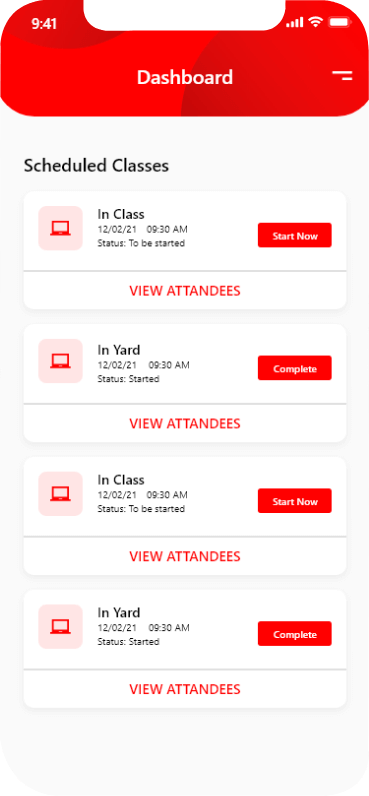 9:41
Dashboard
Scheduled Classes
In Class
12/02/21 09:30 AM
Status: To be started
Start Now
VIEW ATTANDEES
In Yard
12/02/21 09:30 AM
Status: Started
Complete
VIEW ATTANDEES
In Class
12/02/21 09:30 AM
Status: To be started
Start Now
VIEW ATTANDEES
In Yard
12/02/21 09:30 AM
Status: Started
Complete
VIEW ATTANDEES